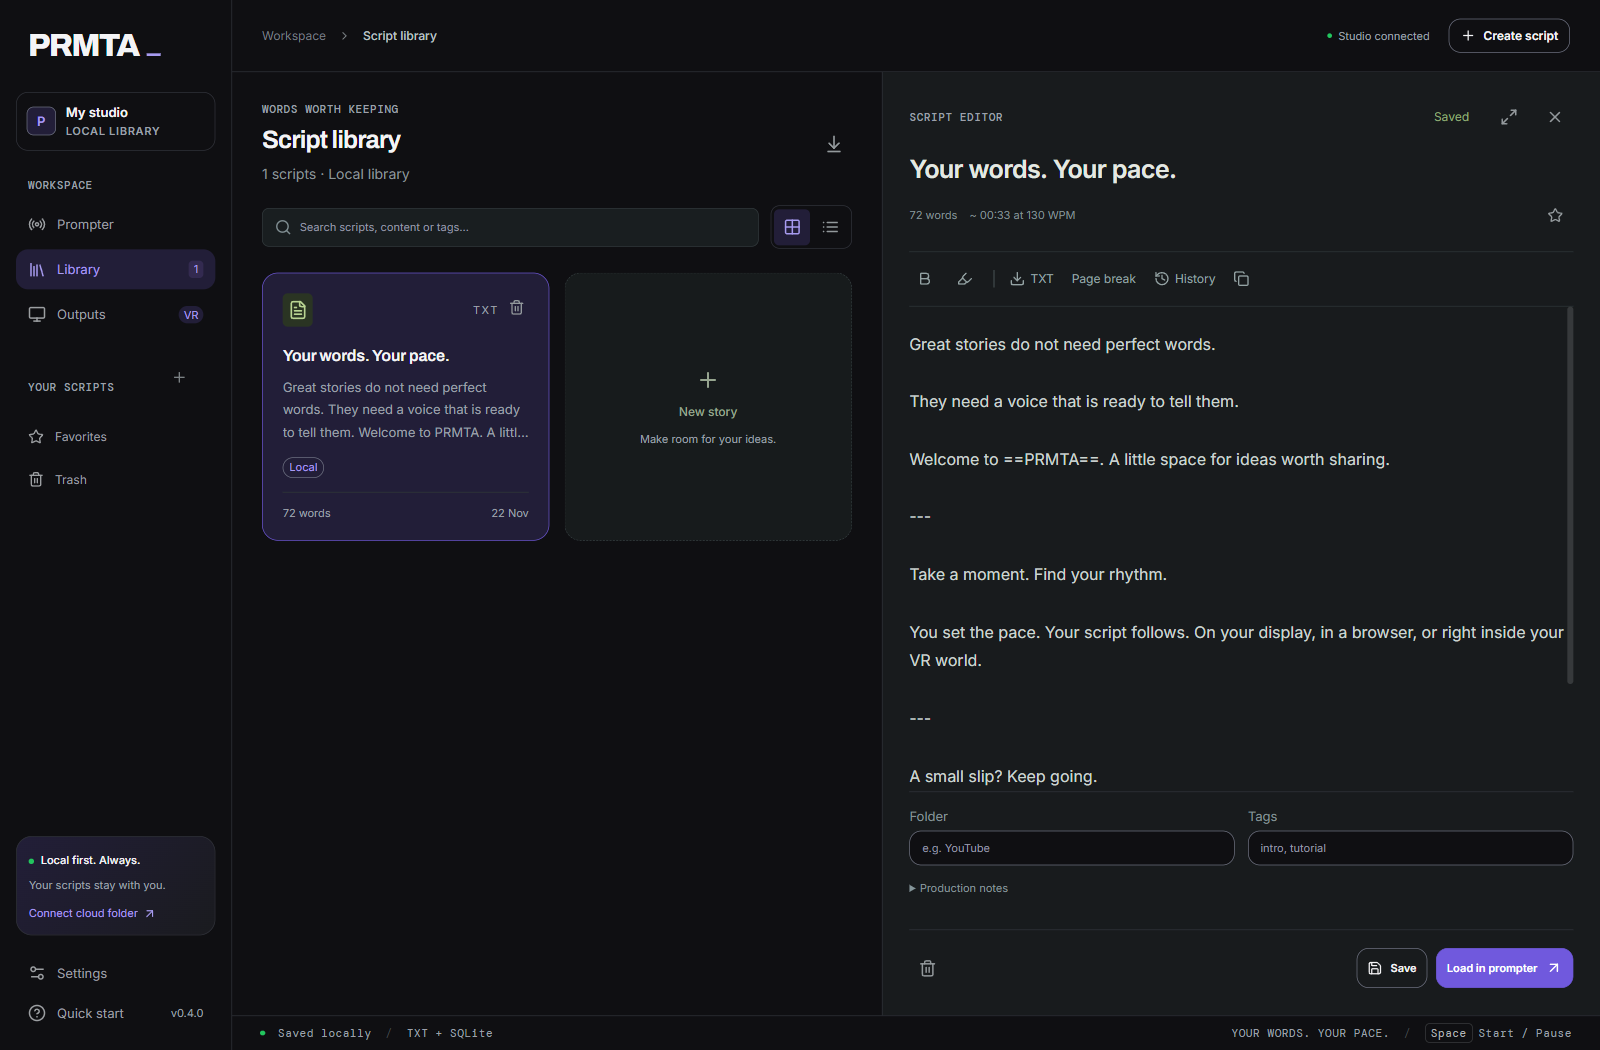 PRMTA _
P
My studio
LOCAL LIBRARY
WORKSPACE
Prompter
Library
1
Outputs
VR
YOUR SCRIPTS
Favorites
Trash
Local first. Always.
Your scripts stay with you.
Connect cloud folder
Settings
Quick start
v0.4.0
Workspace
Script library
Studio connected
Create script
WORDS WORTH KEEPING
Script library
1 scripts · Local library
Search scripts, content or tags...
TXT
Your words. Your pace.
Great stories do not need perfect
words. They need a voice that is ready
to tell them. Welcome to PRMTA. A littl...
Local
72 words
22 Nov
New story
Make room for your ideas.
SCRIPT EDITOR
Saved
Your words. Your pace.
72 words ~ 00:33 at 130 WPM
B
TXT
Page break
History
Great stories do not need perfect words.
They need a voice that is ready to tell them.
Welcome to ==PRMTA==. A little space for ideas worth sharing.
---
Take a moment. Find your rhythm.
You set the pace. Your script follows. On your display, in a browser, or right inside your
VR world.
---
A small slip? Keep going.
Folder
Tags
e.g. YouTube
intro, tutorial
Production notes
Save
Load in prompter
Saved locally / TXT + SQLite
YOUR WORDS. YOUR PACE. / Space Start / Pause